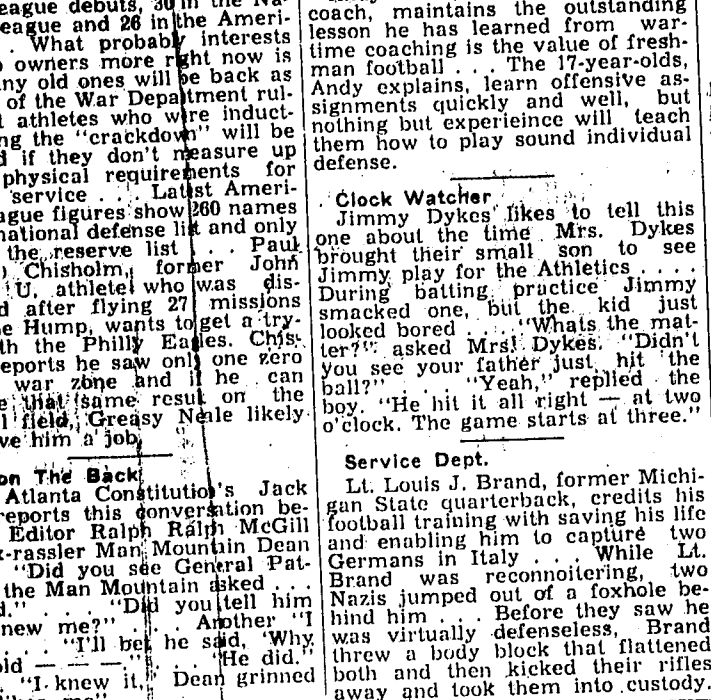 eague debuts, 30 in the Na-
eague and 26 in the Ameri-
. What probably interests
owners more right now is
ny old ones will be back as
of the War Department rul-
t athletes who were induct-
ng the "crackdown" will be
d if they don't measure up
physical requirements for
service . . . Latest Ameri-
ague figures show 260 names
national defense list and only
the reserve list . . . Paul
) Chisholm, former John
U. athlete who was dis-
d after flying 27 missions
e Hump, wants to get a try-
th the Philly Eagles. Chis-
eports he saw only one zero
war zone and if he can
e that same result on the
l field, Greasy Neale likely
ve him a job.
on The Back
Atlanta Constitution's Jack
reports this conversation be-
Editor Ralph Ralph McGill
x-rassler Man Mountain Dean
"Did you see General Pat-
the Man Mountain asked . . .
d." . . . "Did you tell him
new me?" . . . Another "I
. . . "I'll bet he said, 'Why
old — — —." . . . "He did."
"I knew it," Dean grinned
coach, maintains the outstanding
lesson he has learned from war-
time coaching is the value of fresh-
man football . . . The 17-year-olds,
Andy explains, learn offensive as-
signments quickly and well, but
nothing but experieince will teach
them how to play sound individual
defense.
Clock Watcher
Jimmy Dykes likes to tell this
one about the time Mrs. Dykes
brought their small son to see
Jimmy play for the Athletics . . . .
During batting practice Jimmy
smacked one, but the kid just
looked bored . . . "Whats the mat-
ter?" asked Mrs. Dykes. "Didn't
you see your father just hit the
ball?" . . . "Yeah," replied the
boy. "He hit it all right — at two
o'clock. The game starts at three."
Service Dept.
Lt. Louis J. Brand, former Michi-
gan State quarterback, credits his
football training with saving his life
and enabling him to capture two
Germans in Italy . . . While Lt.
Brand was reconnoitering, two
Nazis jumped out of a foxhole be-
hind him . . . Before they saw he
was virtually defenseless, Brand
threw a body block that flattened
both and then kicked their rifles
away and took them into custody.